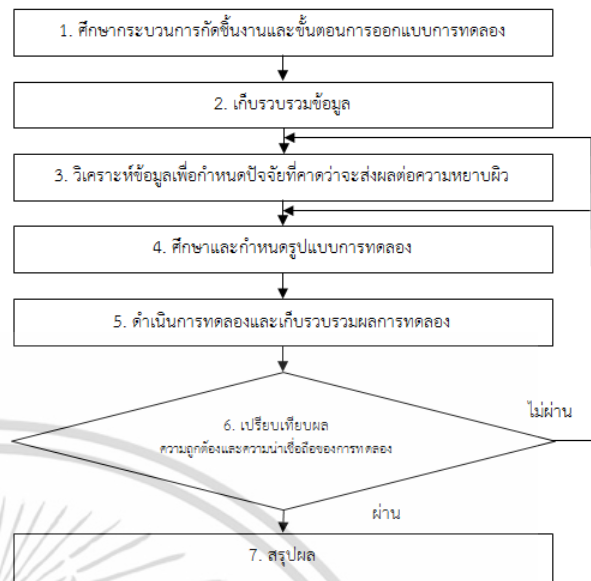 1. ศึกษากระบวนการกัดชิ้นงานและขั้นตอนการออกแบบการทดลอง
2. เก็บรวบรวมข้อมูล
3. วิเคราะห์ข้อมูลเพื่อกำหนดปัจจัยที่คาดว่าจะส่งผลต่อความหยาบผิว
4. ศึกษาและกำหนดรูปแบบการทดลอง
5. ดำเนินการทดลองและเก็บรวบรวมผลการทดลอง
ไม่ผ่าน
6. เปรียบเทียบผล
ความถูกต้องและความน่าเชื่อถือของการทดลอง
ผ่าน
7. สรุปผล